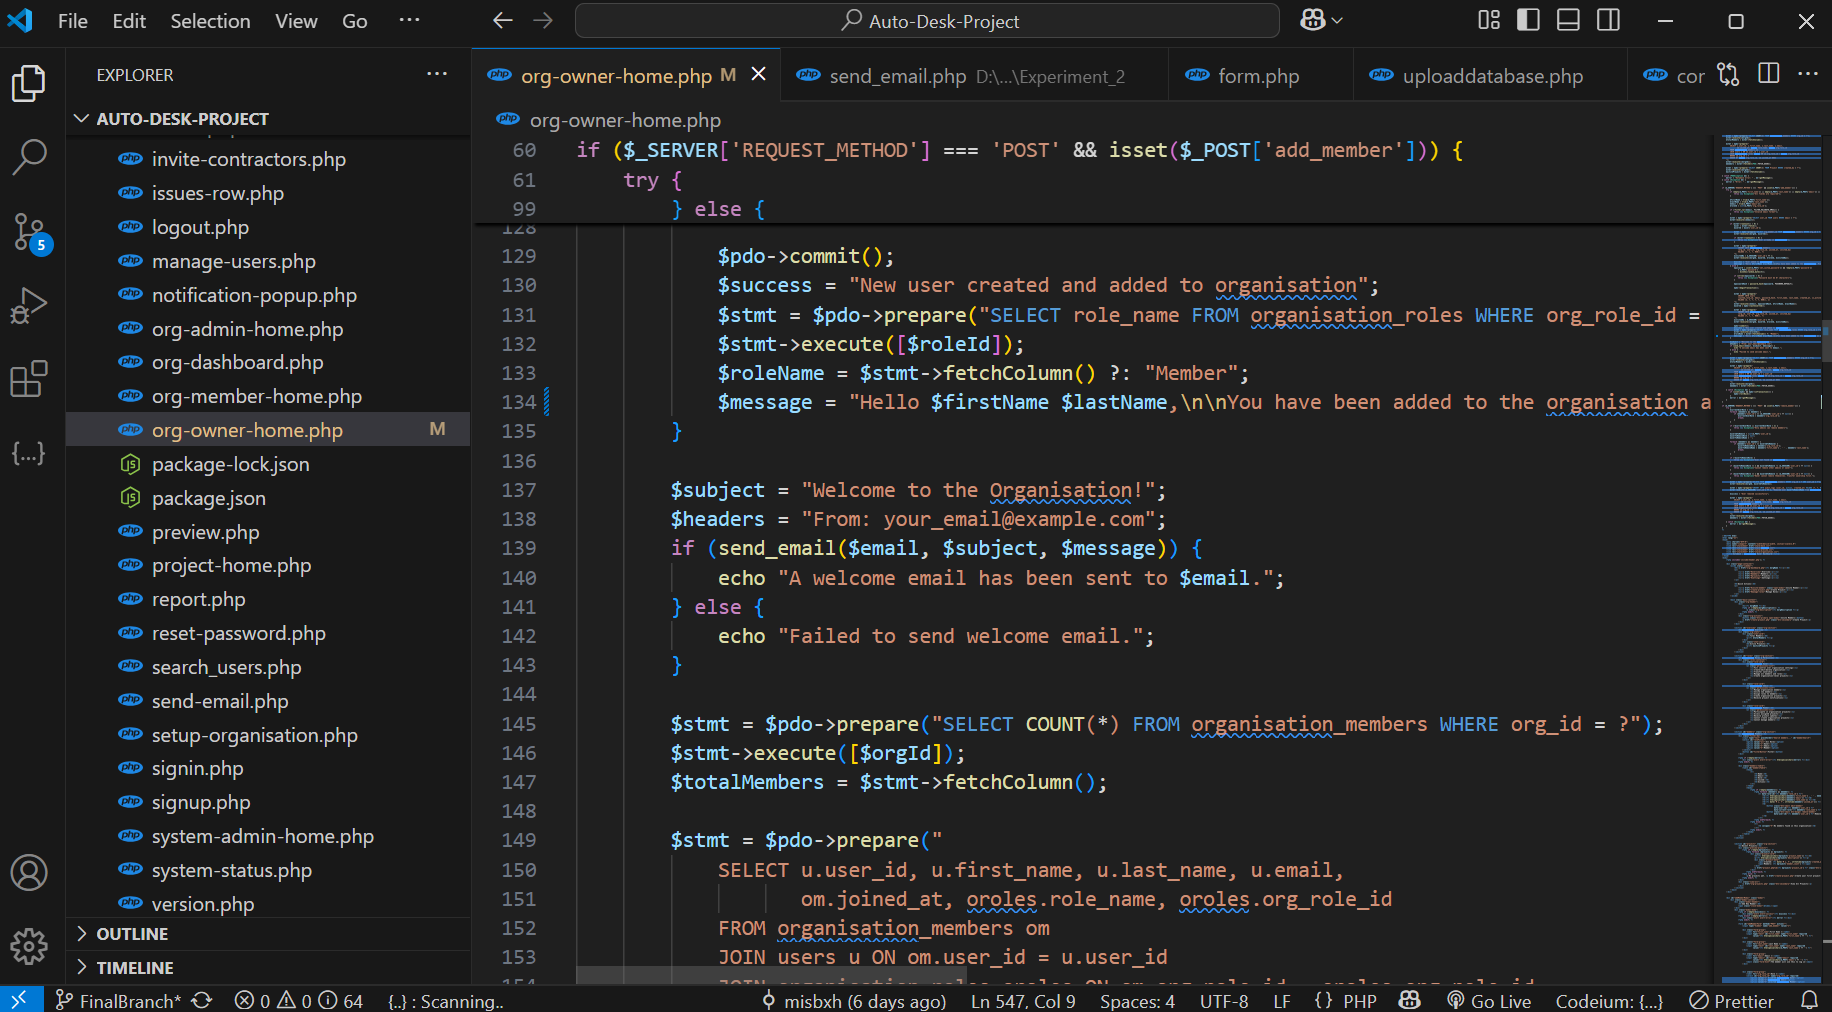 File Edit Selection View Go ··· Auto-Desk-Project
EXPLORER ···
AUTO-DESK-PROJECT
invite-contractors.php
issues-row.php
logout.php
manage-users.php
notification-popup.php
org-admin-home.php
org-dashboard.php
org-member-home.php
org-owner-home.php M
package-lock.json
package.json
preview.php
project-home.php
report.php
reset-password.php
search_users.php
send-email.php
setup-organisation.php
signin.php
signup.php
system-admin-home.php
system-status.php
version.php
OUTLINE
TIMELINE
5
org-owner-home.php M send_email.php D:\...\Experiment_2 form.php uploaddatabase.php cor
org-owner-home.php
60 if ($_SERVER['REQUEST_METHOD'] === 'POST' && isset($_POST['add_member'])) {
61 try {
99 } else {
128
129 $pdo->commit();
130 $success = "New user created and added to organisation";
131 $stmt = $pdo->prepare("SELECT role_name FROM organisation_roles WHERE org_role_id =
132 $stmt->execute([$roleId]);
133 $roleName = $stmt->fetchColumn() ?: "Member";
134 $message = "Hello $firstName $lastName,\n\nYou have been added to the organisation a
135 }
136
137 $subject = "Welcome to the Organisation!";
138 $headers = "From: your_email@example.com";
139 if (send_email($email, $subject, $message)) {
140 echo "A welcome email has been sent to $email.";
141 } else {
142 echo "Failed to send welcome email.";
143 }
144
145 $stmt = $pdo->prepare("SELECT COUNT(*) FROM organisation_members WHERE org_id = ?");
146 $stmt->execute([$orgId]);
147 $totalMembers = $stmt->fetchColumn();
148
149 $stmt = $pdo->prepare("
150 SELECT u.user_id, u.first_name, u.last_name, u.email,
151 om.joined_at, oroles.role_name, oroles.org_role_id
152 FROM organisation_members om
153 JOIN users u ON om.user_id = u.user_id
FinalBranch* 0 0 64 {..} : Scanning.. misbxh (6 days ago) Ln 547, Col 9 Spaces: 4 UTF-8 LF {} PHP Go Live Codeium: {...} Prettier